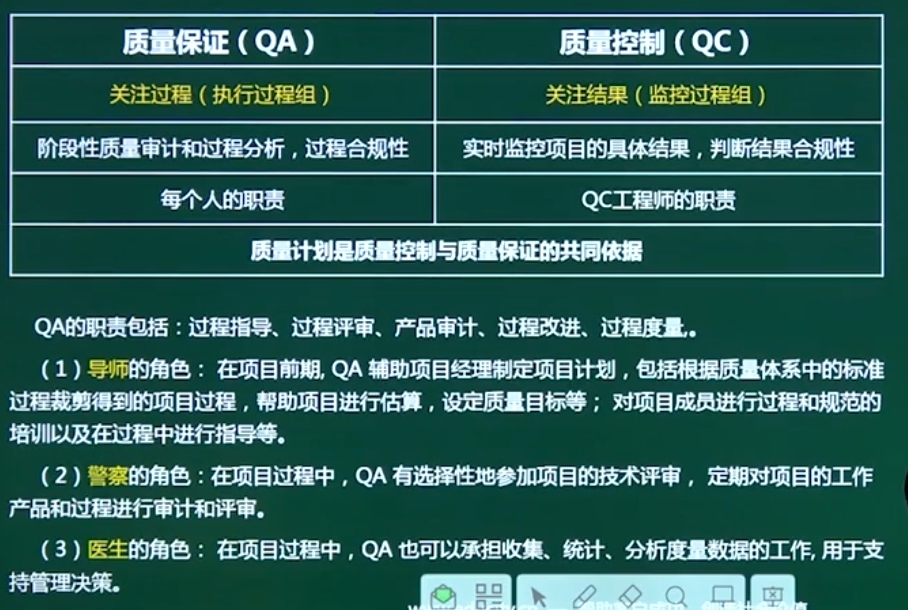 质量保证（QA） 质量控制（QC）
关注过程（执行过程组） 关注结果（监控过程组）
阶段性质量审计和过程分析，过程合规性 实时监控项目的具体结果，判断结果合规性
每个人的职责 QC工程师的职责
质量计划是质量控制与质量保证的共同依据
QA的职责包括：过程指导、过程评审、产品审计、过程改进、过程度量,。
（1）导师的角色： 在项目前期, QA 辅助项目经理制定项目计划，包括根据质量体系中的标准
过程裁剪得到的项目过程，帮助项目进行估算，设定质量目标等； 对项目成员进行过程和规范的
培训以及在过程中进行指导等。
（2）警察的角色：在项目过程中，QA 有选择性地参加项目的技术评审， 定期对项目的工作
产品和过程进行审计和评审。
（3）医生的角色： 在项目过程中，QA 也可以承担收集、统计、分析度量数据的工作, 用于支
持管理决策。